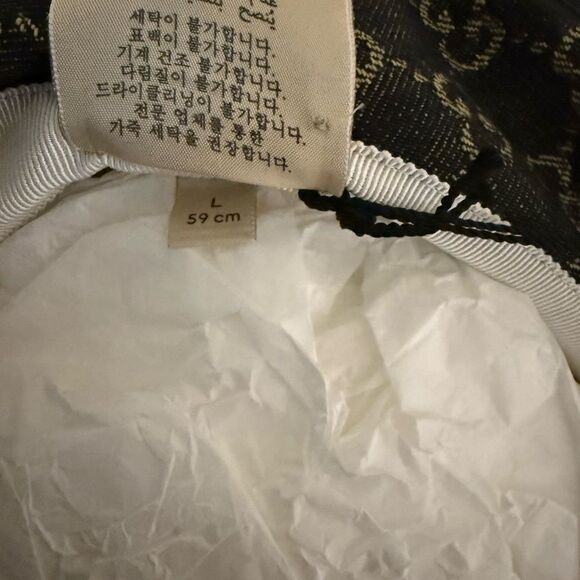 세탁이 불가합니다.
표백이 불가합니다.
기계 건조 불가합니다.
다림질이 불가합니다.
드라이클리닝이 불가합니다.
전문 업체를 통한
가죽 세탁을 권장합니다.
L
59 cm